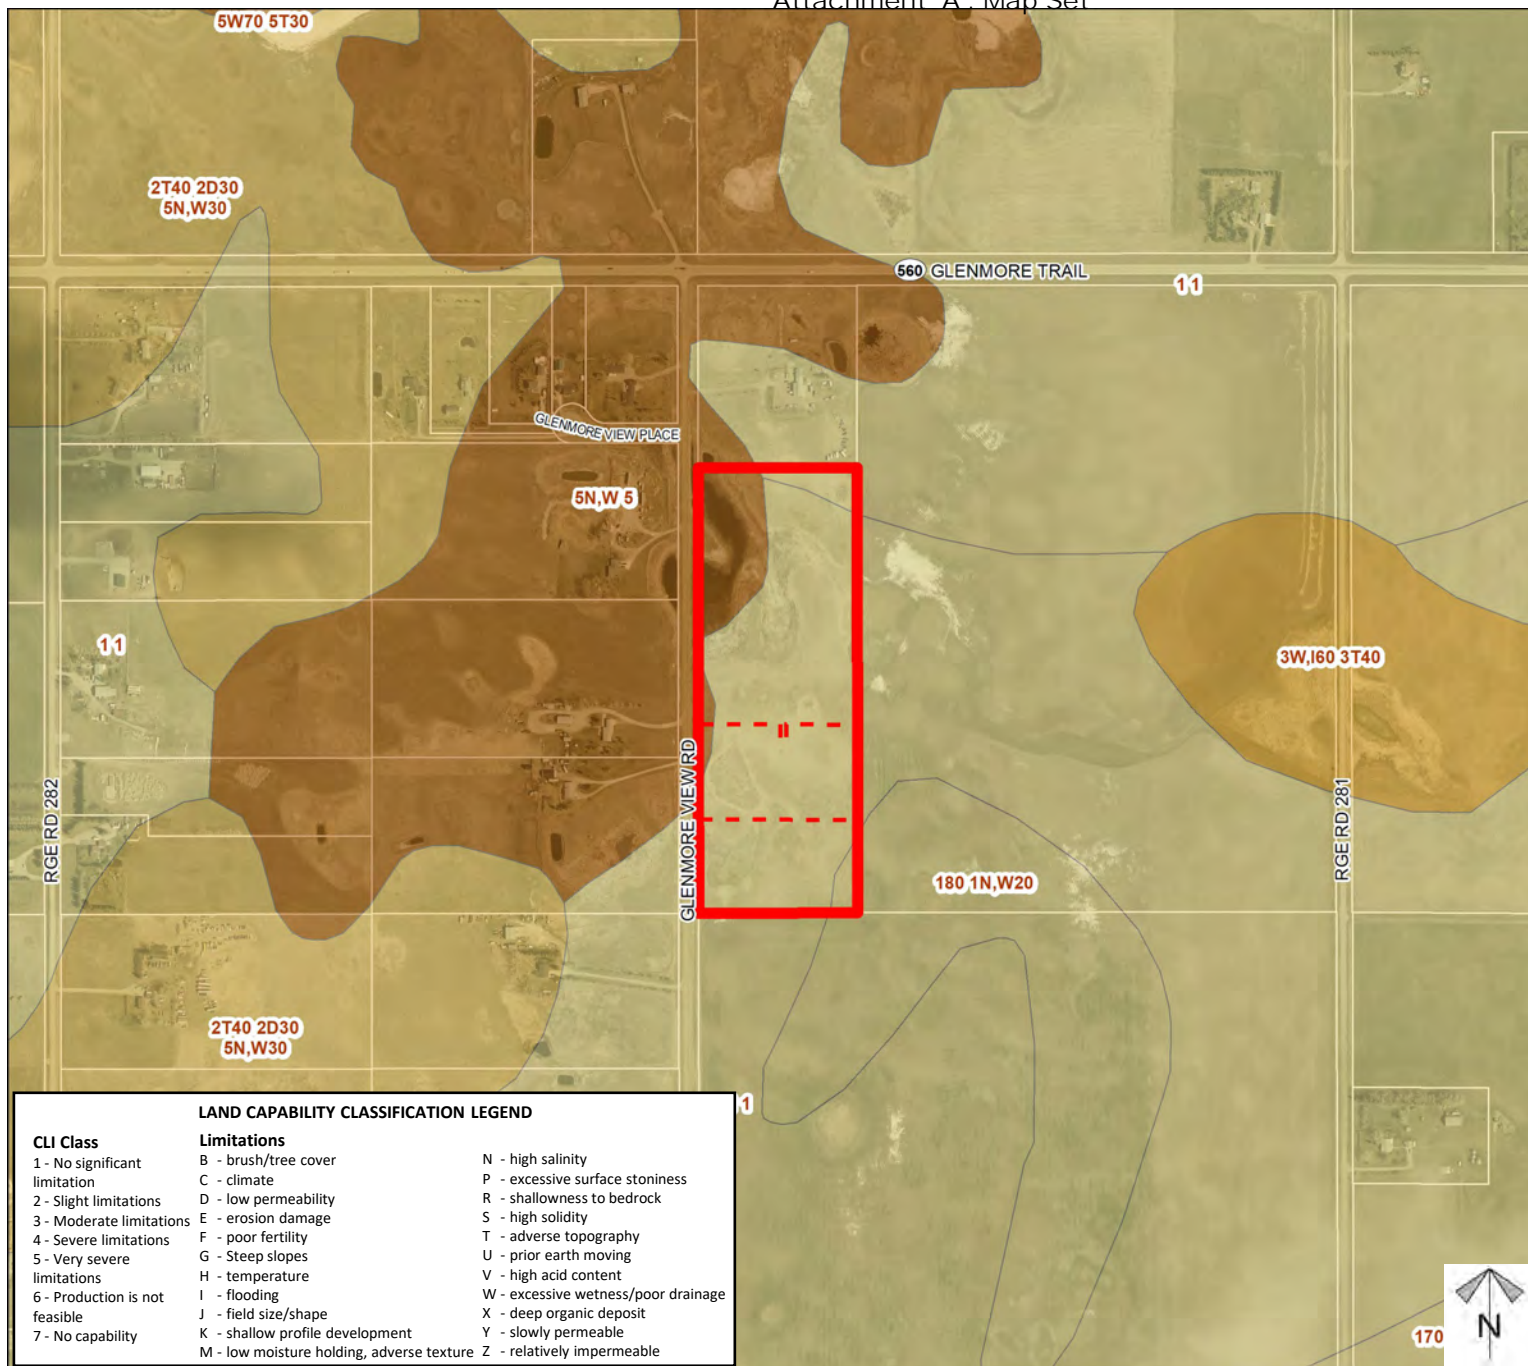 Attachment 'A': Map Set
5W70 5T30
2T40 2D30
5N,W30
560 GLENMORE TRAIL
1 1
GLENMORE VIEW PLACE
5N,W 5
1 1
3W,I60 3T40
RGE RD 282
GLENMORE VIEW RD
RGE RD 281
180 1N,W20
2T40 2D30
5N,W30
1
LAND CAPABILITY CLASSIFICATION LEGEND
CLI Class
1 - No significant
limitation
2 - Slight limitations
3 - Moderate limitations
4 - Severe limitations
5 - Very severe
limitations
6 - Production is not
feasible
7 - No capability
Limitations
B - brush/tree cover
C - climate
D - low permeability
E - erosion damage
F - poor fertility
G - Steep slopes
H - temperature
I - flooding
J - field size/shape
K - shallow profile development
M - low moisture holding, adverse texture
N - high salinity
P - excessive surface stoniness
R - shallowness to bedrock
S - high solidity
T - adverse topography
U - prior earth moving
V - high acid content
W - excessive wetness/poor drainage
X - deep organic deposit
Y - slowly permeable
Z - relatively impermeable
170
N